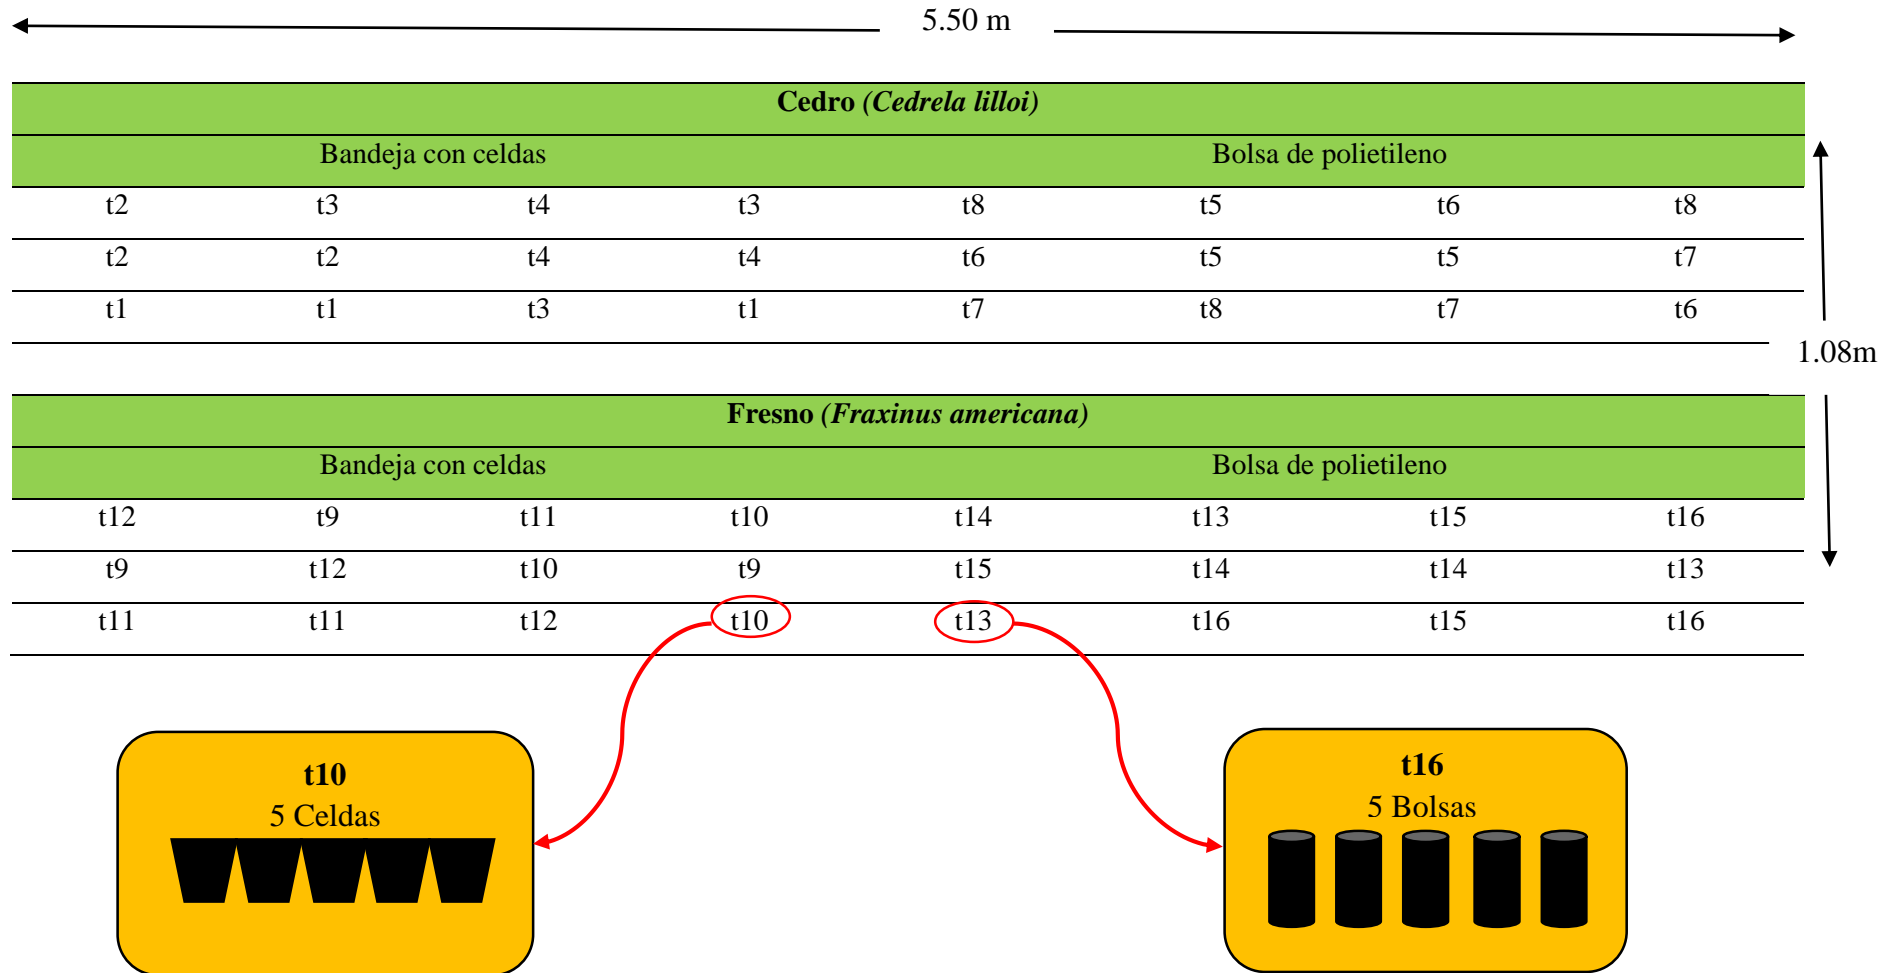 5.50 m
Cedro (Cedrela lilloi)
Bandeja con celdas Bolsa de polietileno
t2 t3 t4 t3 t8 t5 t6 t8
t2 t2 t4 t4 t6 t5 t5 t7
t1 t1 t3 t1 t7 t8 t7 t6
1.08m
Fresno (Fraxinus americana)
Bandeja con celdas Bolsa de polietileno
t12 t9 t11 t10 t14 t13 t15 t16
t9 t12 t10 t9 t15 t14 t14 t13
t11 t11 t12 t10 t13 t16 t15 t16
t10
5 Celdas
t16
5 Bolsas